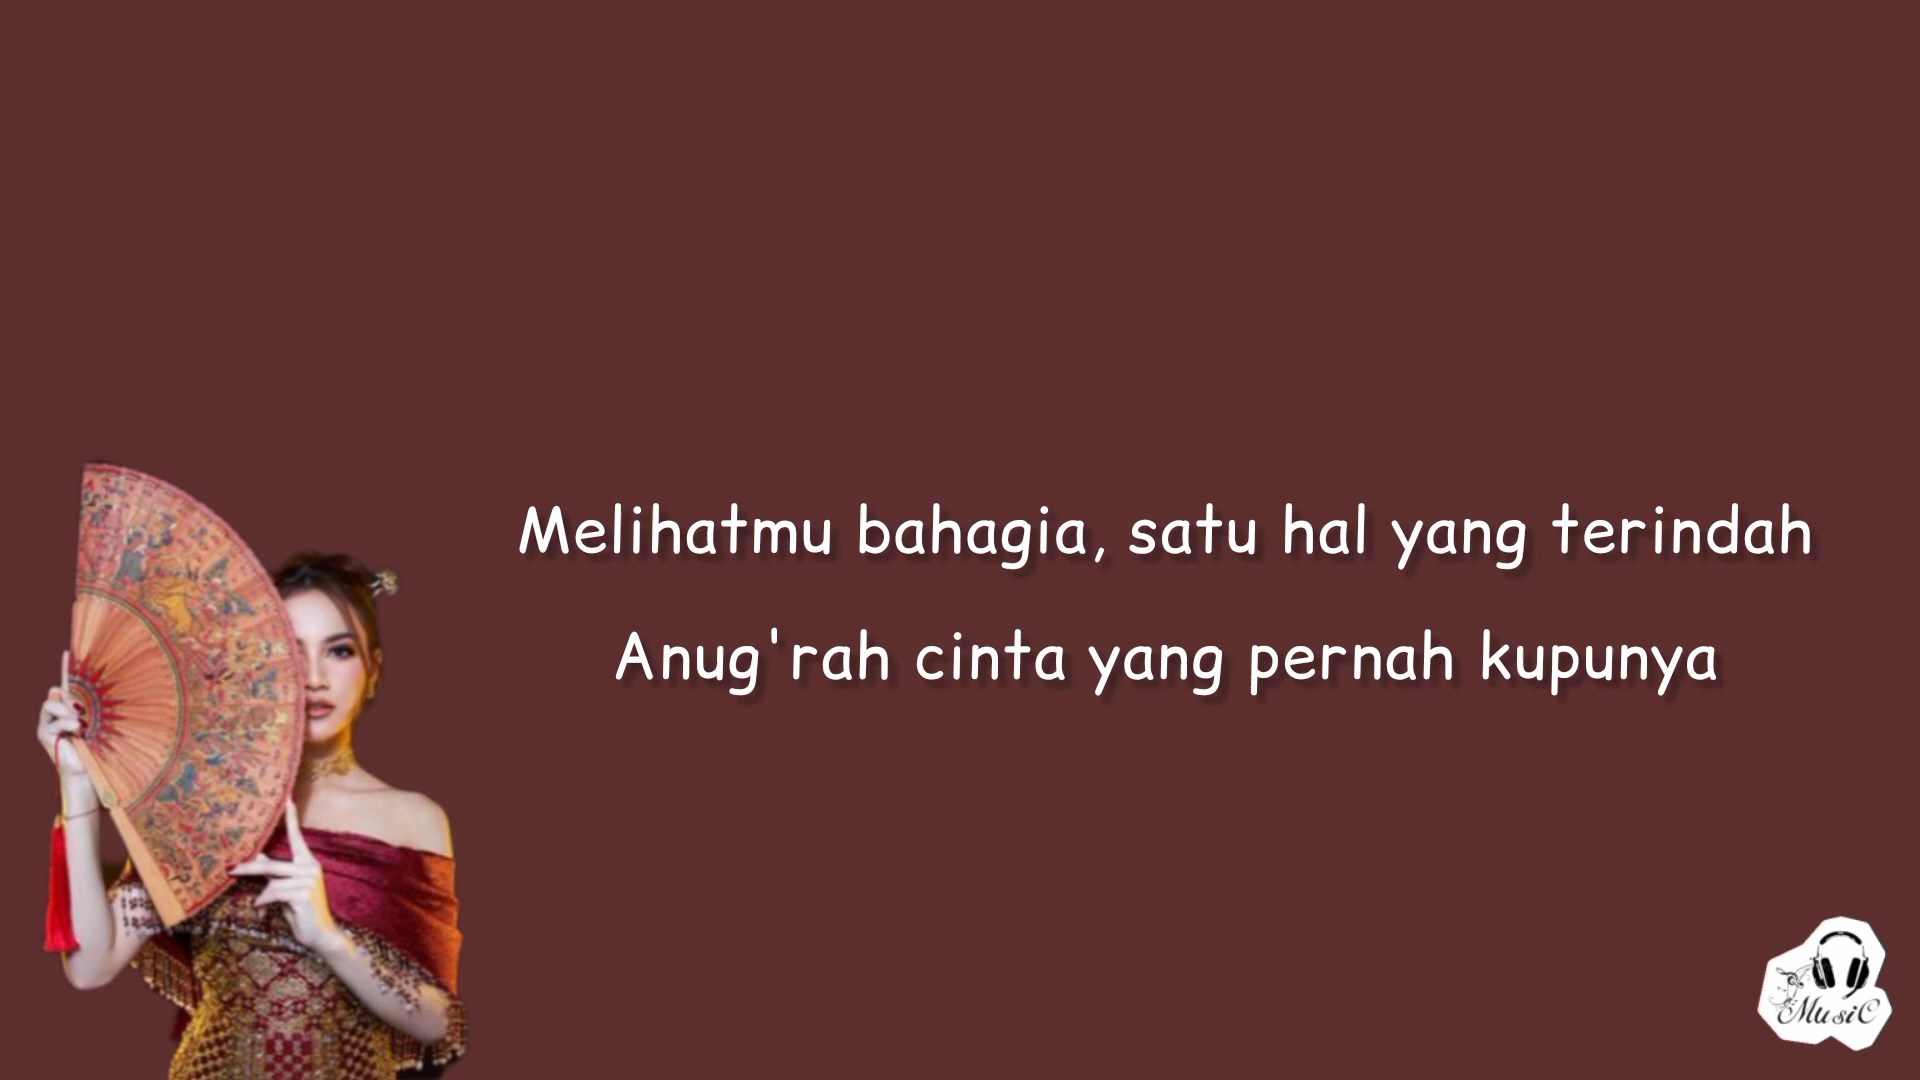 Melihatmu bahagia, satu hal yang terindah
Anug'rah cinta yang pernah kupunya
MusiC